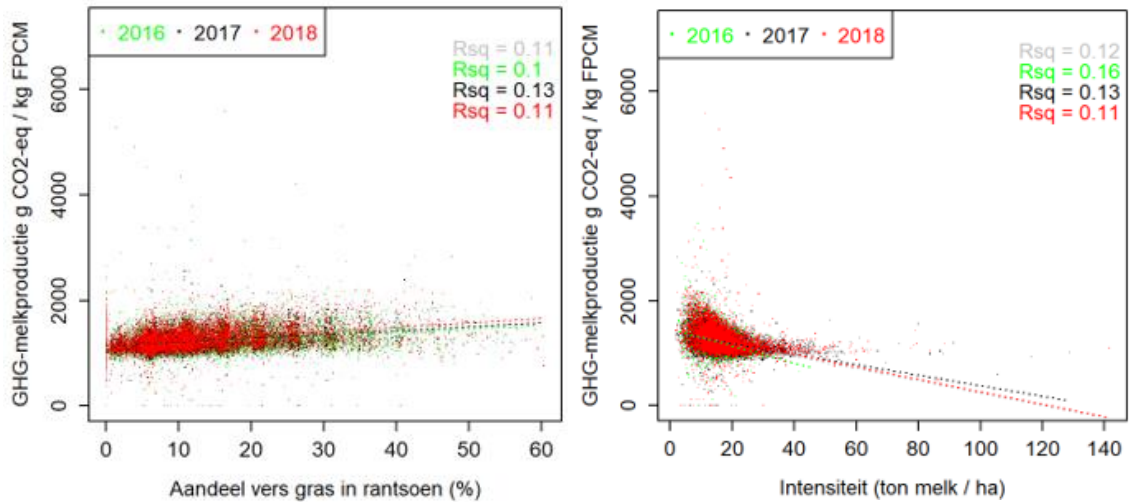 2016 2017 2018
Rsq = 0.11
Rsq = 0.1
Rsq = 0.13
Rsq = 0.11
GHG-melkproductie g CO2-eq / kg FPCM
6000
4000
2000
0
0 10 20 30 40 50 60
Aandeel vers gras in rantsoen (%)
2016 2017 2018
Rsq = 0.12
Rsq = 0.16
Rsq = 0.13
Rsq = 0.11
GHG-melkproductie g CO2-eq / kg FPCM
6000
4000
2000
0
0 20 40 60 80 100 120 140
Intensiteit (ton melk / ha)